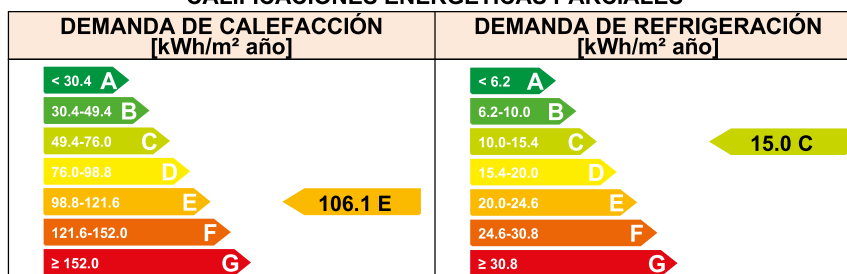 CALIFICACIONES ENERGÉTICAS PARCIALES
DEMANDA DE CALEFACCIÓN
[kWh/m² año]
< 30.4 A
30.4-49.4 B
49.4-76.0 C
76.0-98.8 D
98.8-121.6 E
106.1 E
121.6-152.0 F
≥ 152.0 G
DEMANDA DE REFRIGERACIÓN
[kWh/m² año]
< 6.2 A
6.2-10.0 B
10.0-15.4 C
15.0 C
15.4-20.0 D
20.0-24.6 E
24.6-30.8 F
≥ 30.8 G